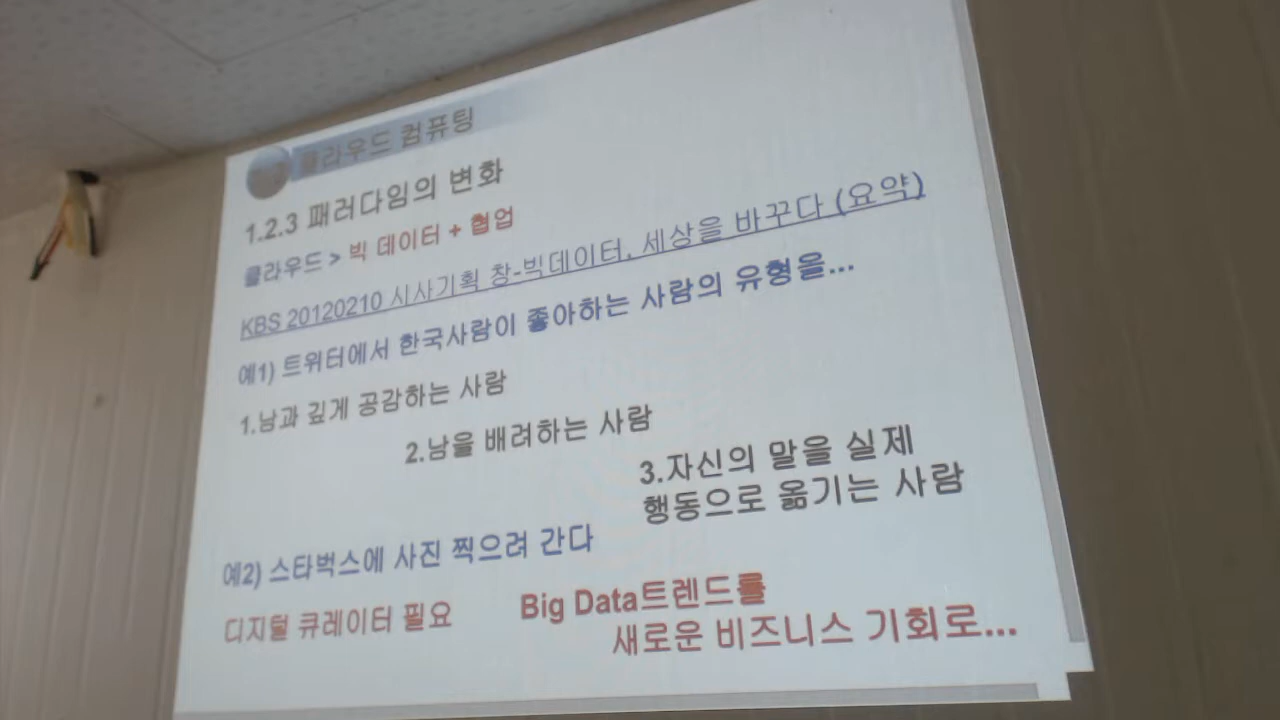 클라우드 컴퓨팅
1.2.3 패러다임의 변화
클라우드 > 빅 데이터 + 협업
KBS 20120210 시사기획 창-빅데이터, 세상을 바꾸다 (요약)
예1) 트위터에서 한국사람이 좋아하는 사람의 유형을...
1.남과 깊게 공감하는 사람
2.남을 배려하는 사람
3.자신의 말을 실제
행동으로 옮기는 사람
예2) 스타벅스에 사진 찍으려 간다
디지털 큐레이터 필요
Big Data트렌드를
새로운 비즈니스 기회로...